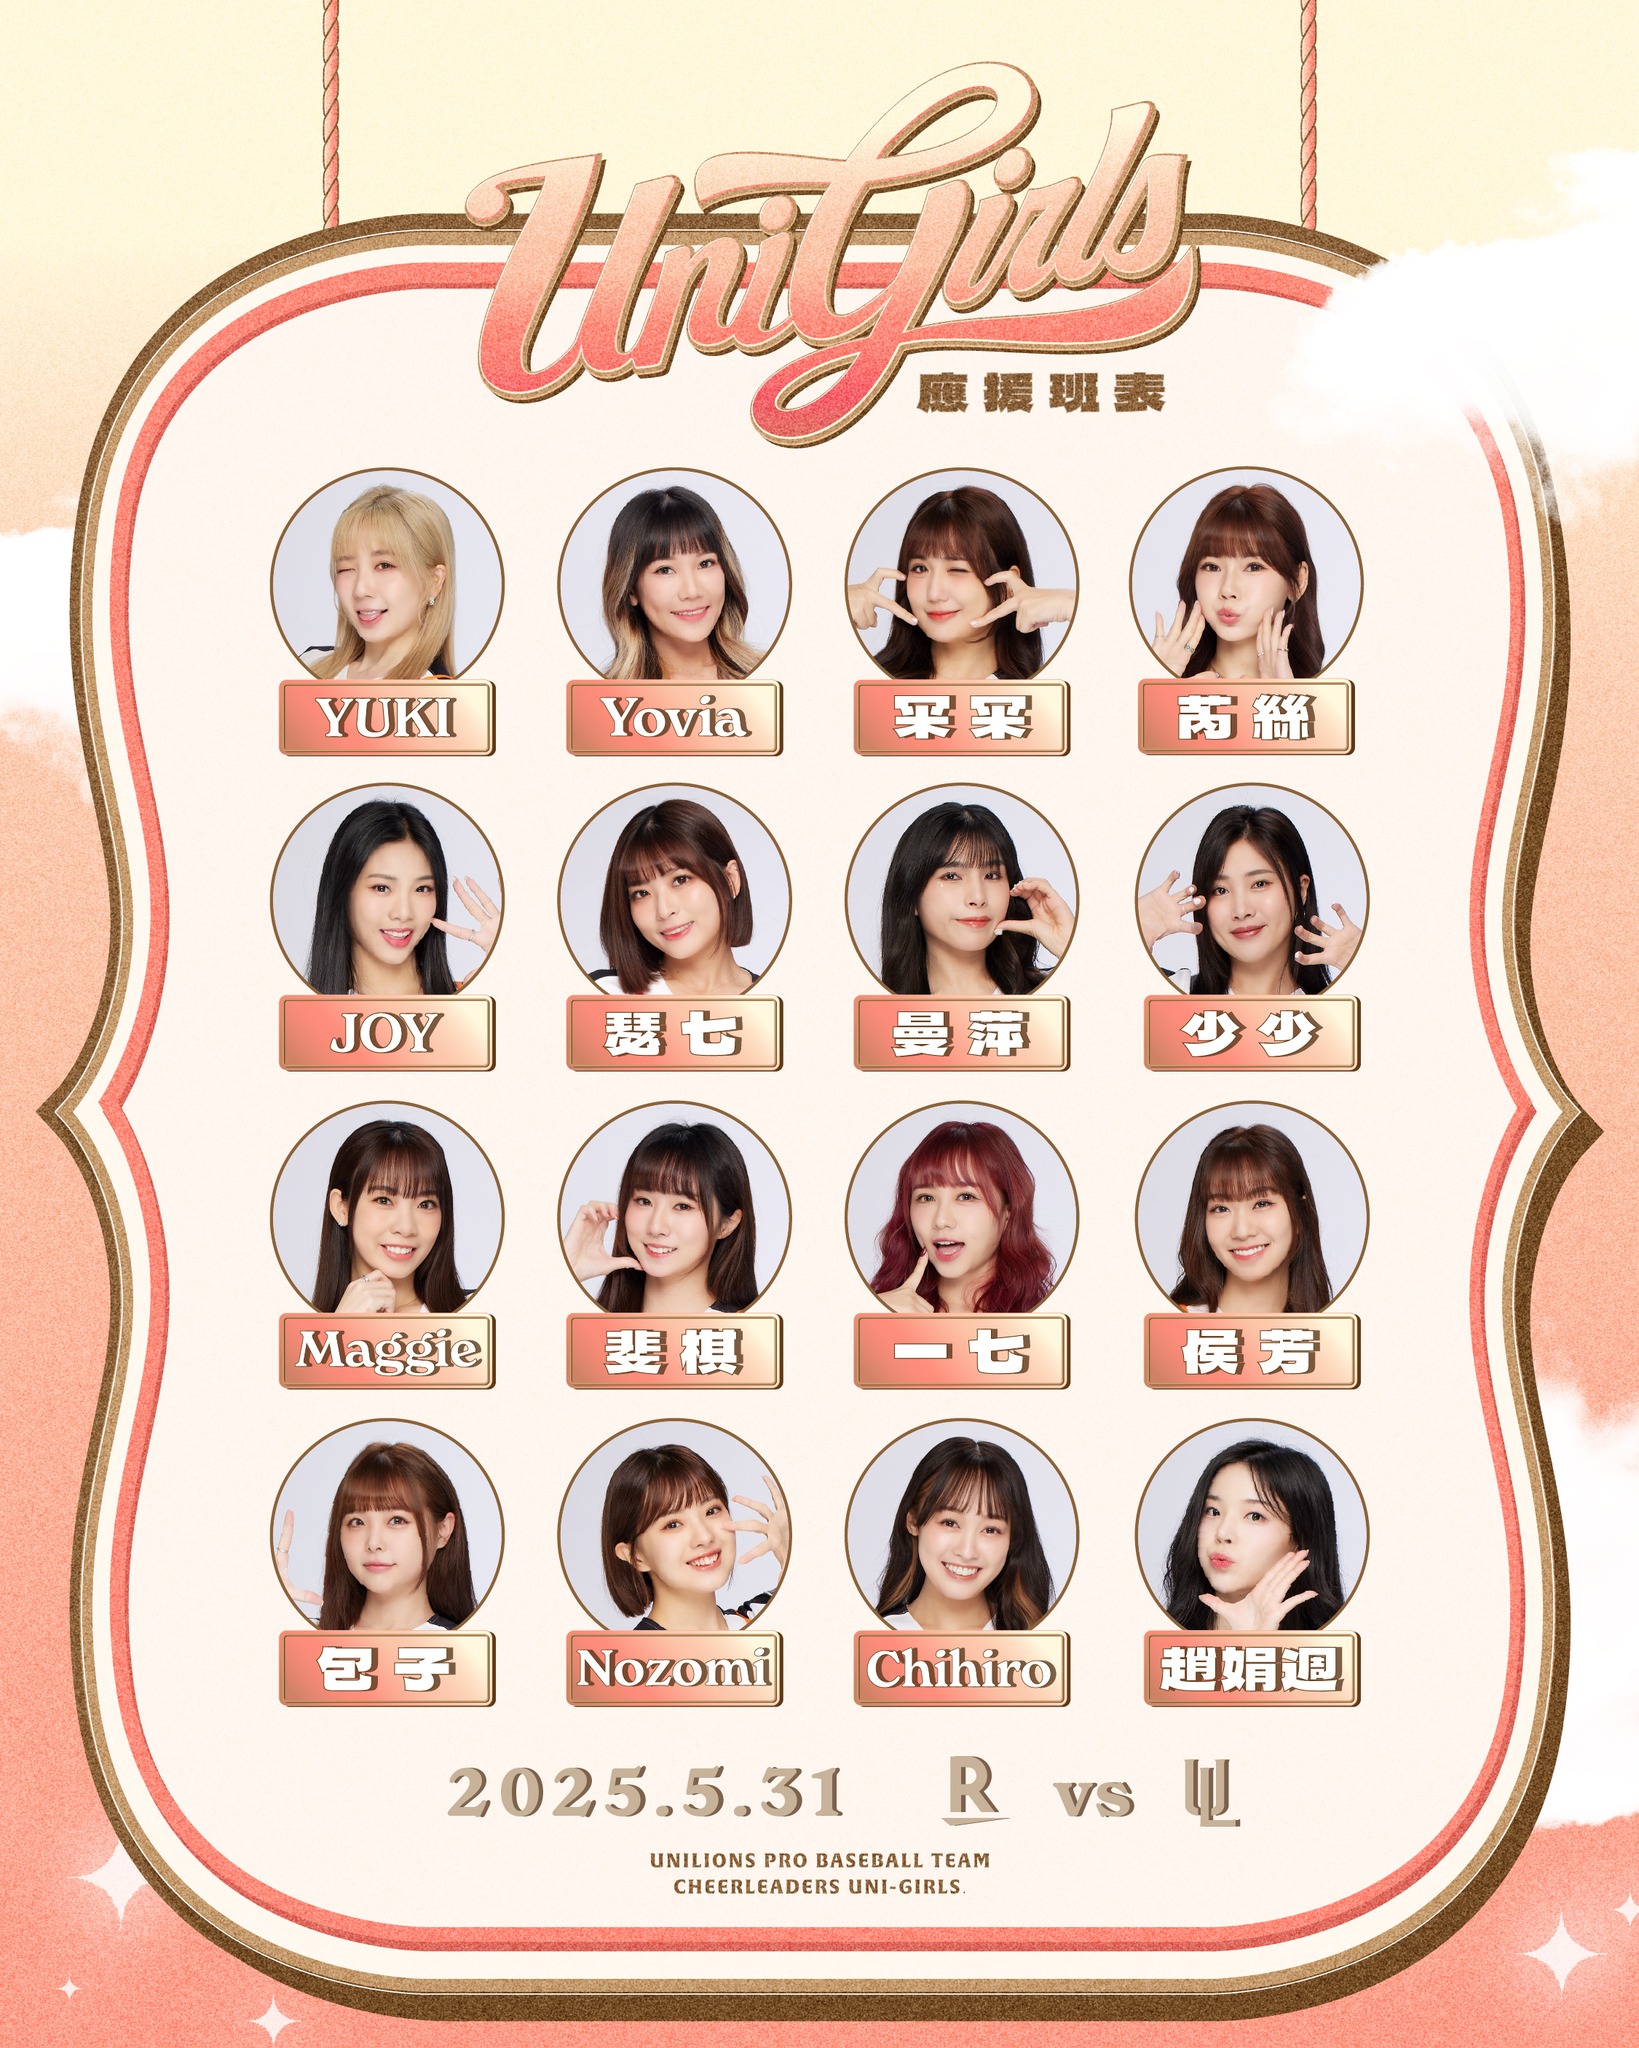 UniGirls
應援班表
YUKI
Yovia
罙罙
芮絲
JOY
瑟七
曼萍
少少
Maggie
斐棋
一七
侯芳
包子
Nozomi
Chihiro
趙娟週
2025.5.31 R vs UL
UNILIONS PRO BASEBALL TEAM
CHEERLEADERS UNI-GIRLS.